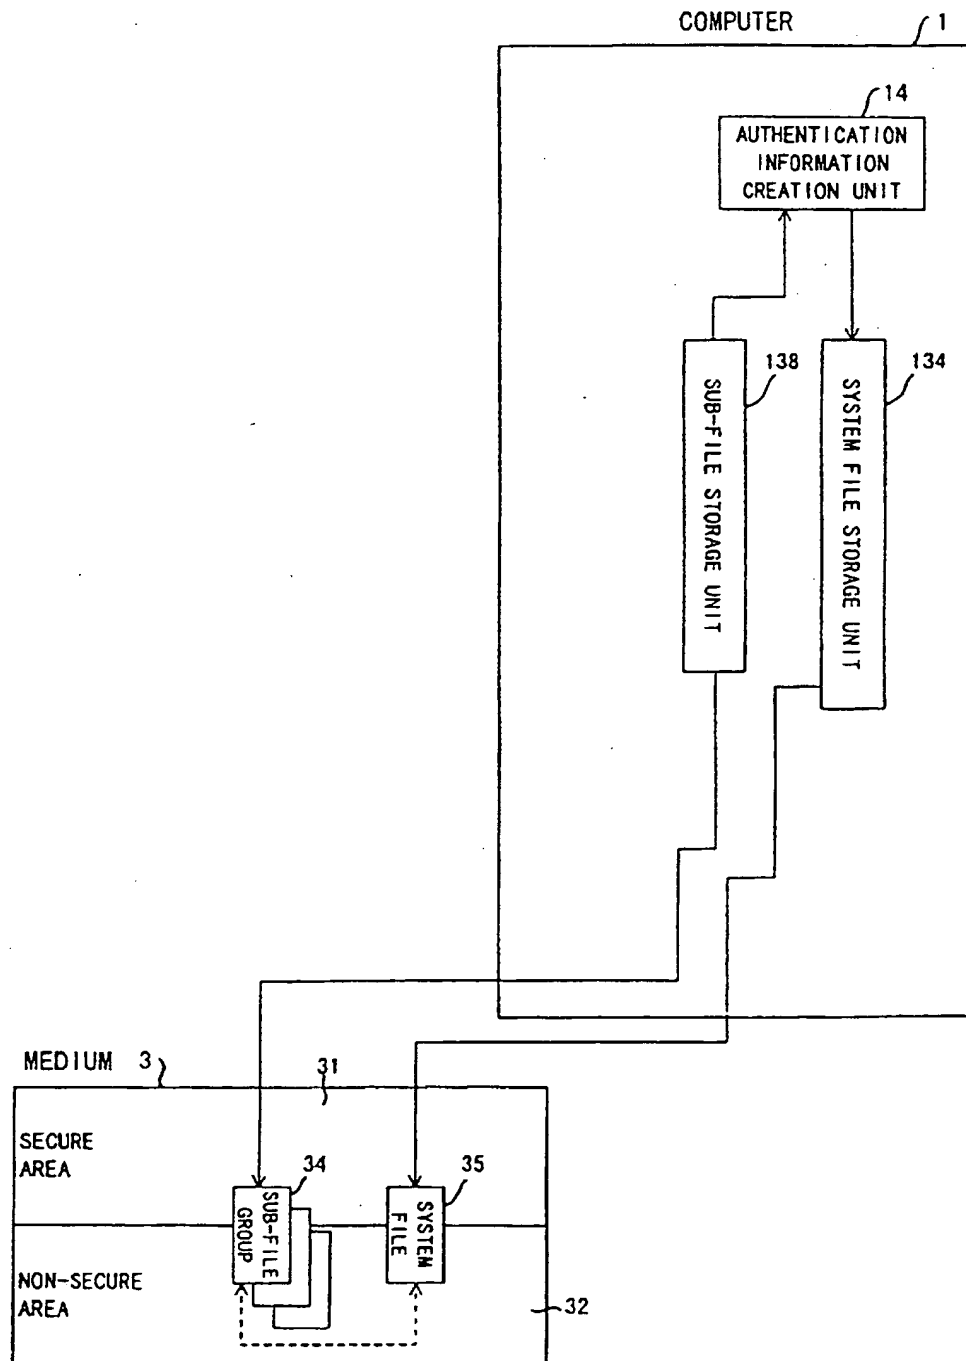 COMPUTER 1
14
AUTHENTICATION
INFORMATION
CREATION UNIT
138
134
SUB-FILE STORAGE UNIT
SYSTEM FILE STORAGE UNIT
MEDIUM 3
31
SECURE
AREA
34
35
SUB-FILE
GROUP
SYSTEM
FILE
NON-SECURE
AREA
32